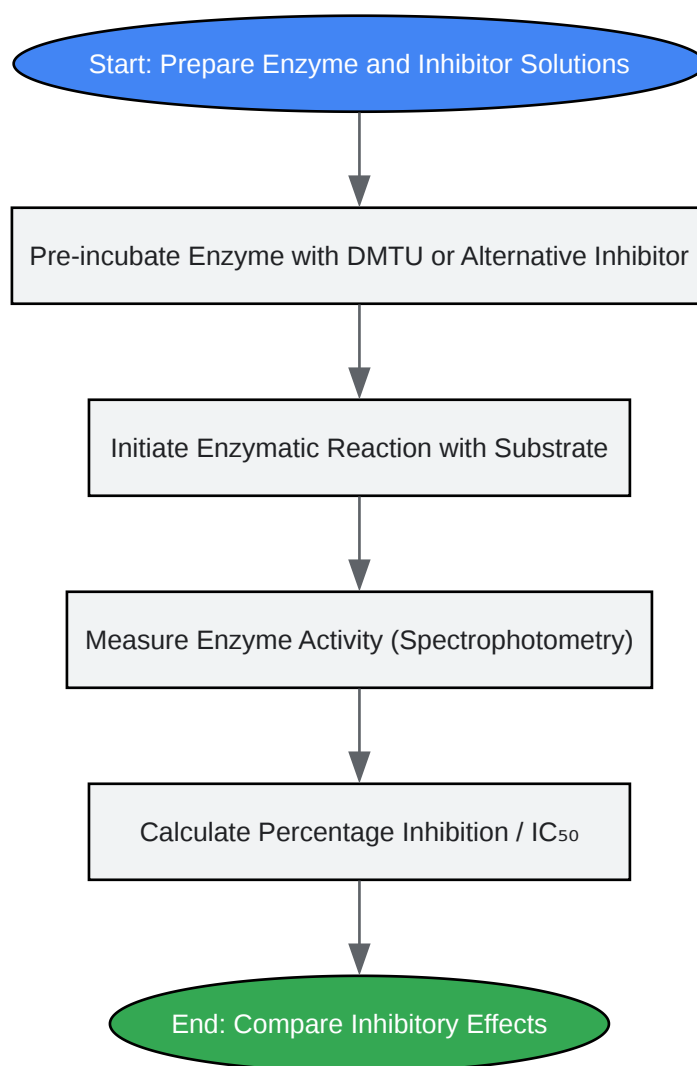 Start: Prepare Enzyme and Inhibitor Solutions
Pre-incubate Enzyme with DMTU or Alternative Inhibitor
Initiate Enzymatic Reaction with Substrate
Measure Enzyme Activity (Spectrophotometry)
Calculate Percentage Inhibition / IC₅₀
End: Compare Inhibitory Effects